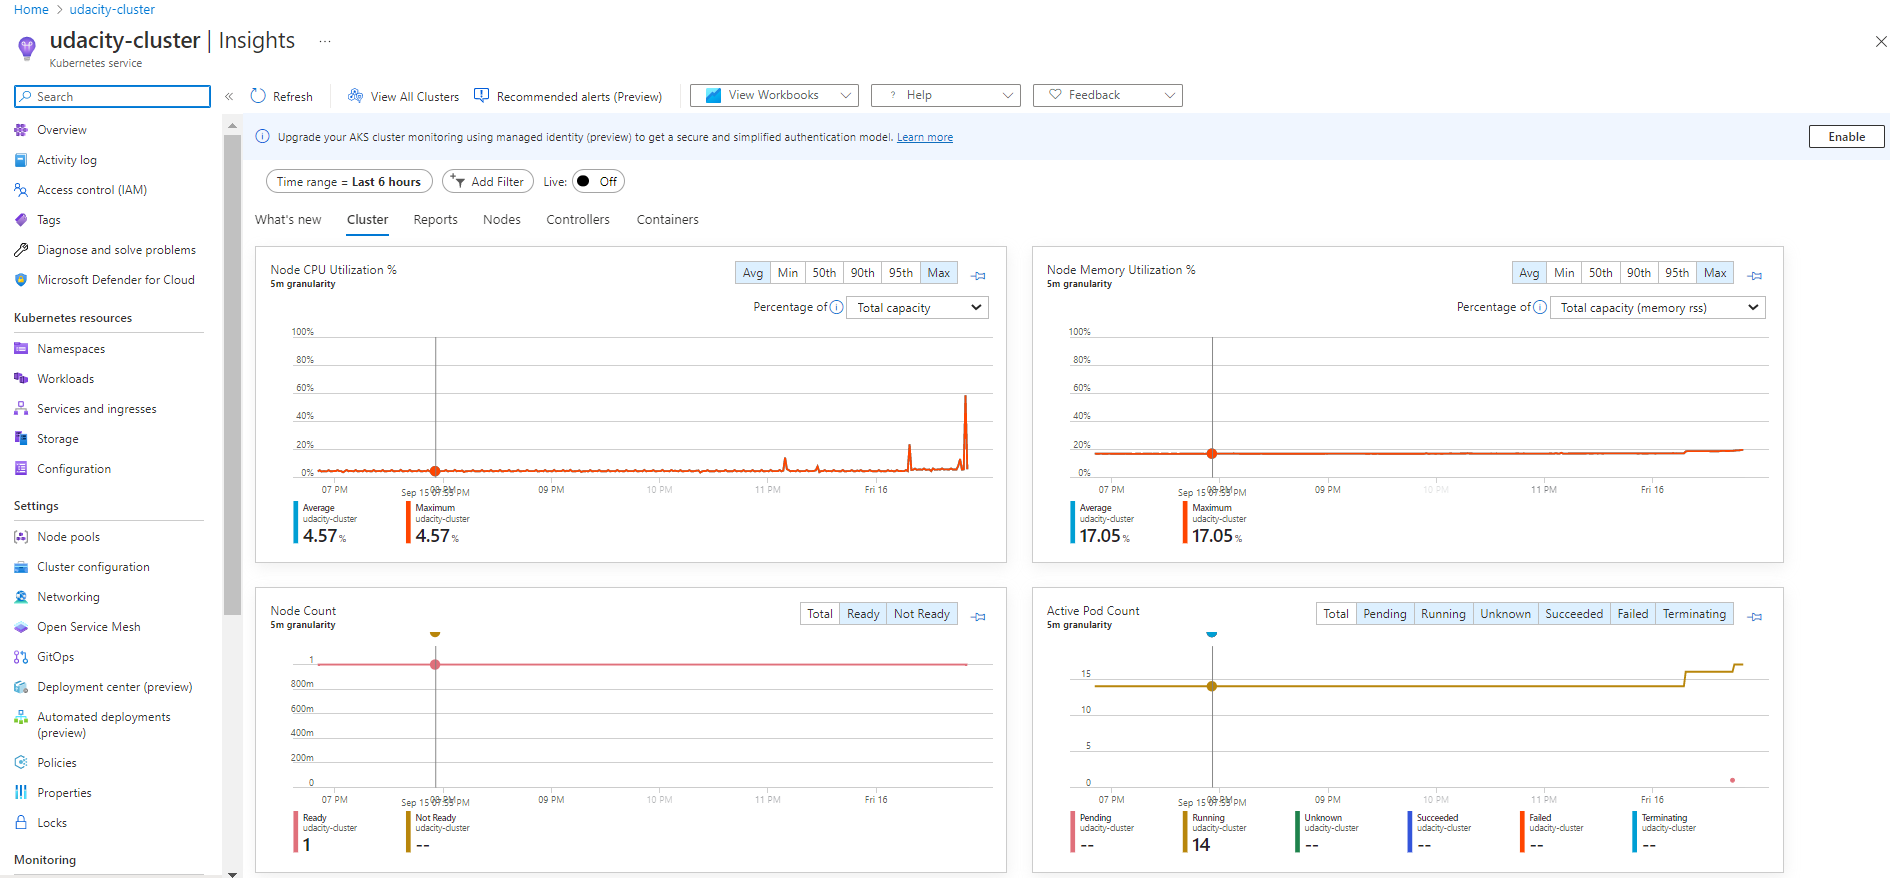 Home > udacity-cluster
udacity-cluster | Insights ...
Kubernetes service
Search
«
Refresh
View All Clusters
Recommended alerts (Preview)
View Workbooks
? Help
Feedback
Upgrade your AKS cluster monitoring using managed identity (preview) to get a secure and simplified authentication model. Learn more
Enable
Overview
Activity log
Access control (IAM)
Tags
Diagnose and solve problems
Microsoft Defender for Cloud
Kubernetes resources
Namespaces
Workloads
Services and ingresses
Storage
Configuration
Settings
Node pools
Cluster configuration
Networking
Open Service Mesh
GitOps
Deployment center (preview)
Automated deployments
(preview)
Policies
Properties
Locks
Monitoring
Time range = Last 6 hours
Add Filter
Live: Off
What's new Cluster Reports Nodes Controllers Containers
Node CPU Utilization %
5m granularity
Avg Min 50th 90th 95th Max
Percentage of Total capacity
100%
80%
60%
40%
20%
0%
07 PM Sep 15 07:55 PM 09 PM 10 PM 11 PM Fri 16
Average
udacity-cluster
4.57 %
Maximum
udacity-cluster
4.57 %
Node Memory Utilization %
5m granularity
Avg Min 50th 90th 95th Max
Percentage of Total capacity (memory rss)
100%
80%
60%
40%
20%
0%
07 PM Sep 15 07:55 PM 09 PM 10 PM 11 PM Fri 16
Average
udacity-cluster
17.05 %
Maximum
udacity-cluster
17.05 %
Node Count
5m granularity
Total Ready Not Ready
1
800m
600m
400m
200m
0
07 PM Sep 15 07:55 PM 09 PM 10 PM 11 PM Fri 16
Ready
udacity-cluster
1
Not Ready
udacity-cluster
--
Active Pod Count
5m granularity
Total Pending Running Unknown Succeeded Failed Terminating
15
10
5
0
07 PM Sep 15 07:55 PM 09 PM 10 PM 11 PM Fri 16
Pending
udacity-cluster
--
Running
udacity-cluster
14
Unknown
udacity-cluster
--
Succeeded
udacity-cluster
--
Failed
udacity-cluster
--
Terminating
udacity-cluster
--